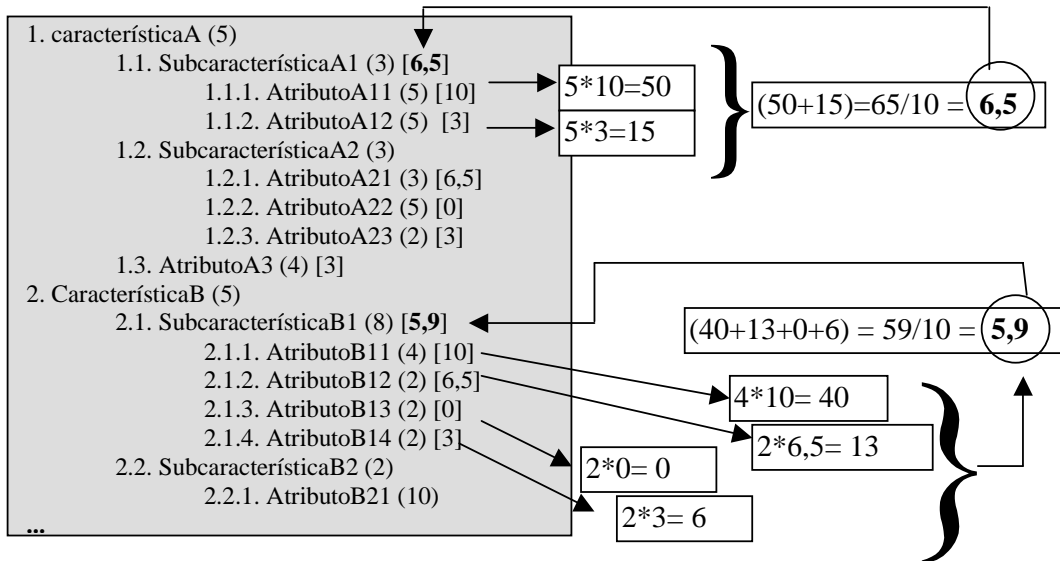 1. característicaA (5)
1.1. SubcaracterísticaA1 (3) [6,5]
1.1.1. AtributoA11 (5) [10]
1.1.2. AtributoA12 (5) [3]
1.2. SubcaracterísticaA2 (3)
1.2.1. AtributoA21 (3) [6,5]
1.2.2. AtributoA22 (5) [0]
1.2.3. AtributoA23 (2) [3]
1.3. AtributoA3 (4) [3]
2. CaracterísticaB (5)
2.1. SubcaracterísticaB1 (8) [5,9]
2.1.1. AtributoB11 (4) [10]
2.1.2. AtributoB12 (2) [6,5]
2.1.3. AtributoB13 (2) [0]
2.1.4. AtributoB14 (2) [3]
2.2. SubcaracterísticaB2 (2)
2.2.1. AtributoB21 (10)
...
5*10=50
5*3=15
(50+15)=65/10 = 6,5
(40+13+0+6) = 59/10 = 5,9
4*10= 40
2*6,5= 13
2*0= 0
2*3= 6